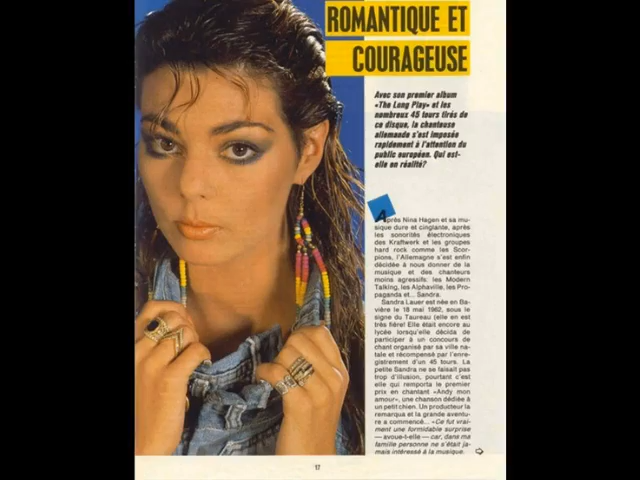 ROMANTIQUE ET
COURAGEUSE
Avec son premier album
«The Long Play» et les
nombreux 45 tours tirés de
ce disque, la chanteuse
allemande s'est imposée
rapidement à l'attention du
public européen. Qui est-
elle en réalité?
Après Nina Hagen et sa mu-
sique dure et cinglante, après
les sonorités électroniques
des Kraftwerk et les groupes
hard rock comme les Scor-
pions, l'Allemagne s'est enfin
décidée à nous donner de la
musique et des chanteurs
moins agressifs: les Modern
Talking, les Alphaville, les Pro-
paganda et... Sandra.
Sandra Lauer est née en Ba-
vière le 18 mai 1962, sous le
signe du Taureau (elle en est
très fière! Elle était encore au
lycée lorsqu'elle décida de
participer à un concours de
chant organisé par sa ville na-
tale et récompensé par l'enre-
gistrement d'un 45 tours. La
petite Sandra ne se faisait pas
trop d'illusion, pourtant c'est
elle qui remporta le premier
prix en chantant «Andy mon
amour», une chanson dédiée à
un petit chien. Un producteur la
remarqua et la grande aventu-
re a commencé... «Ce fut vrai-
ment une formidable surprise
— avoue-t-elle — car, dans ma
famille personne ne s'était ja-
mais intéressé à la musique.
17